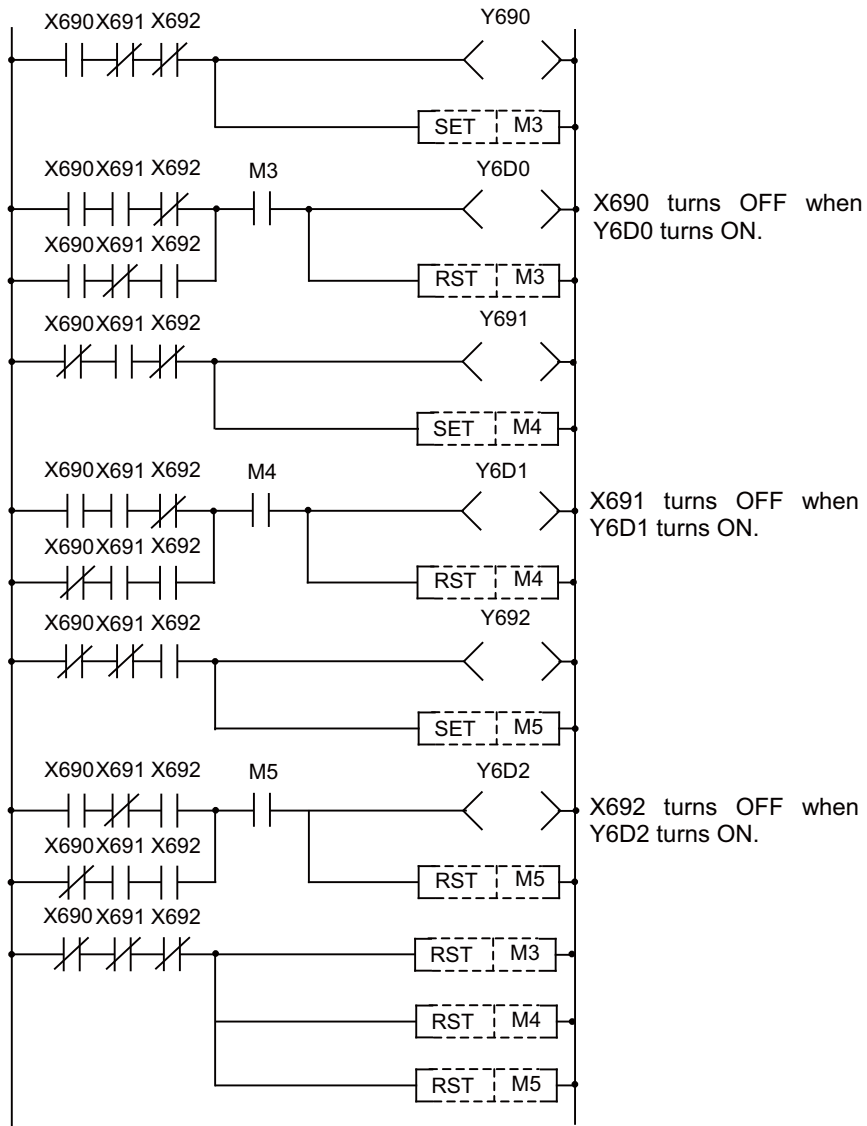 X690 X691 X692
Y690
SET M3
X690 X691 X692
M3
Y6D0
X690 turns OFF when
Y6D0 turns ON.
X690 X691 X692
RST M3
X690 X691 X692
Y691
SET M4
X690 X691 X692
M4
Y6D1
X691 turns OFF when
Y6D1 turns ON.
X690 X691 X692
RST M4
X690 X691 X692
Y692
SET M5
X690 X691 X692
M5
Y6D2
X692 turns OFF when
Y6D2 turns ON.
X690 X691 X692
RST M5
X690 X691 X692
RST M3
RST M4
RST M5